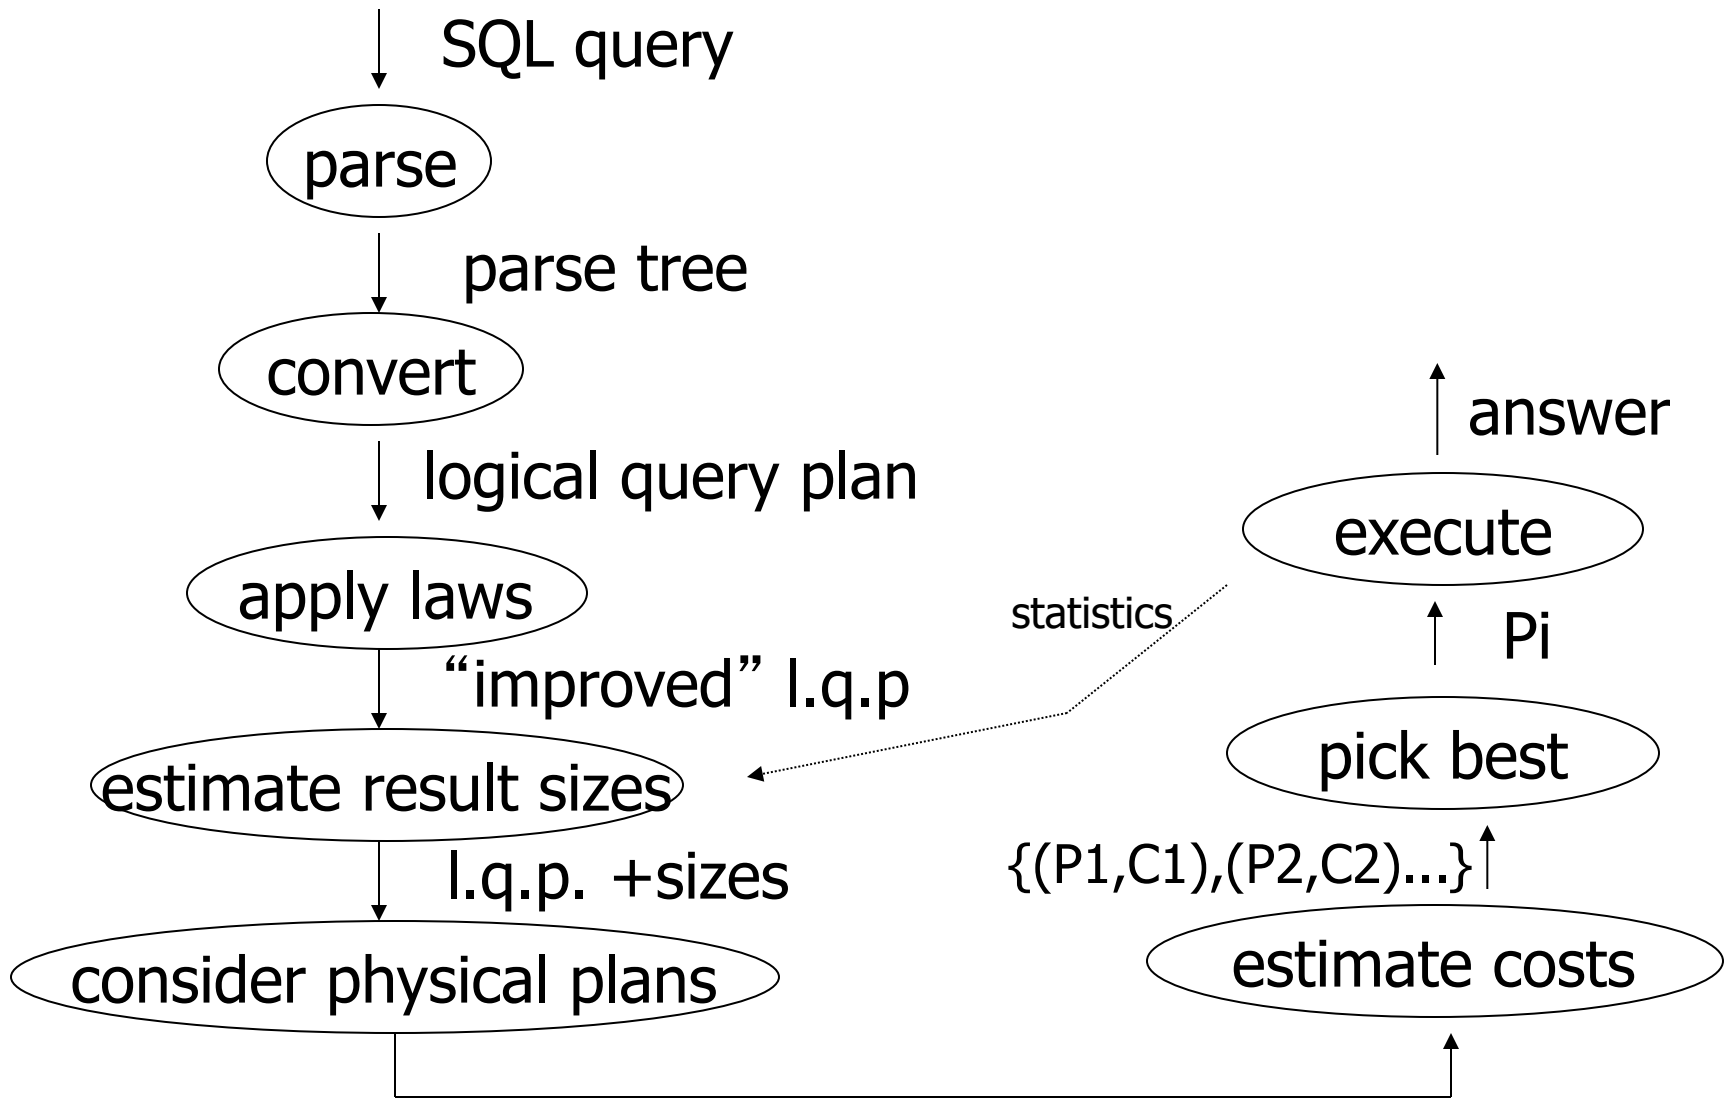 SQL query
parse
parse tree
convert
logical query plan
apply laws
“improved” l.q.p
estimate result sizes
l.q.p. +sizes
consider physical plans
estimate costs
{(P1,C1),(P2,C2)...}
pick best
Pi
execute
answer
statistics